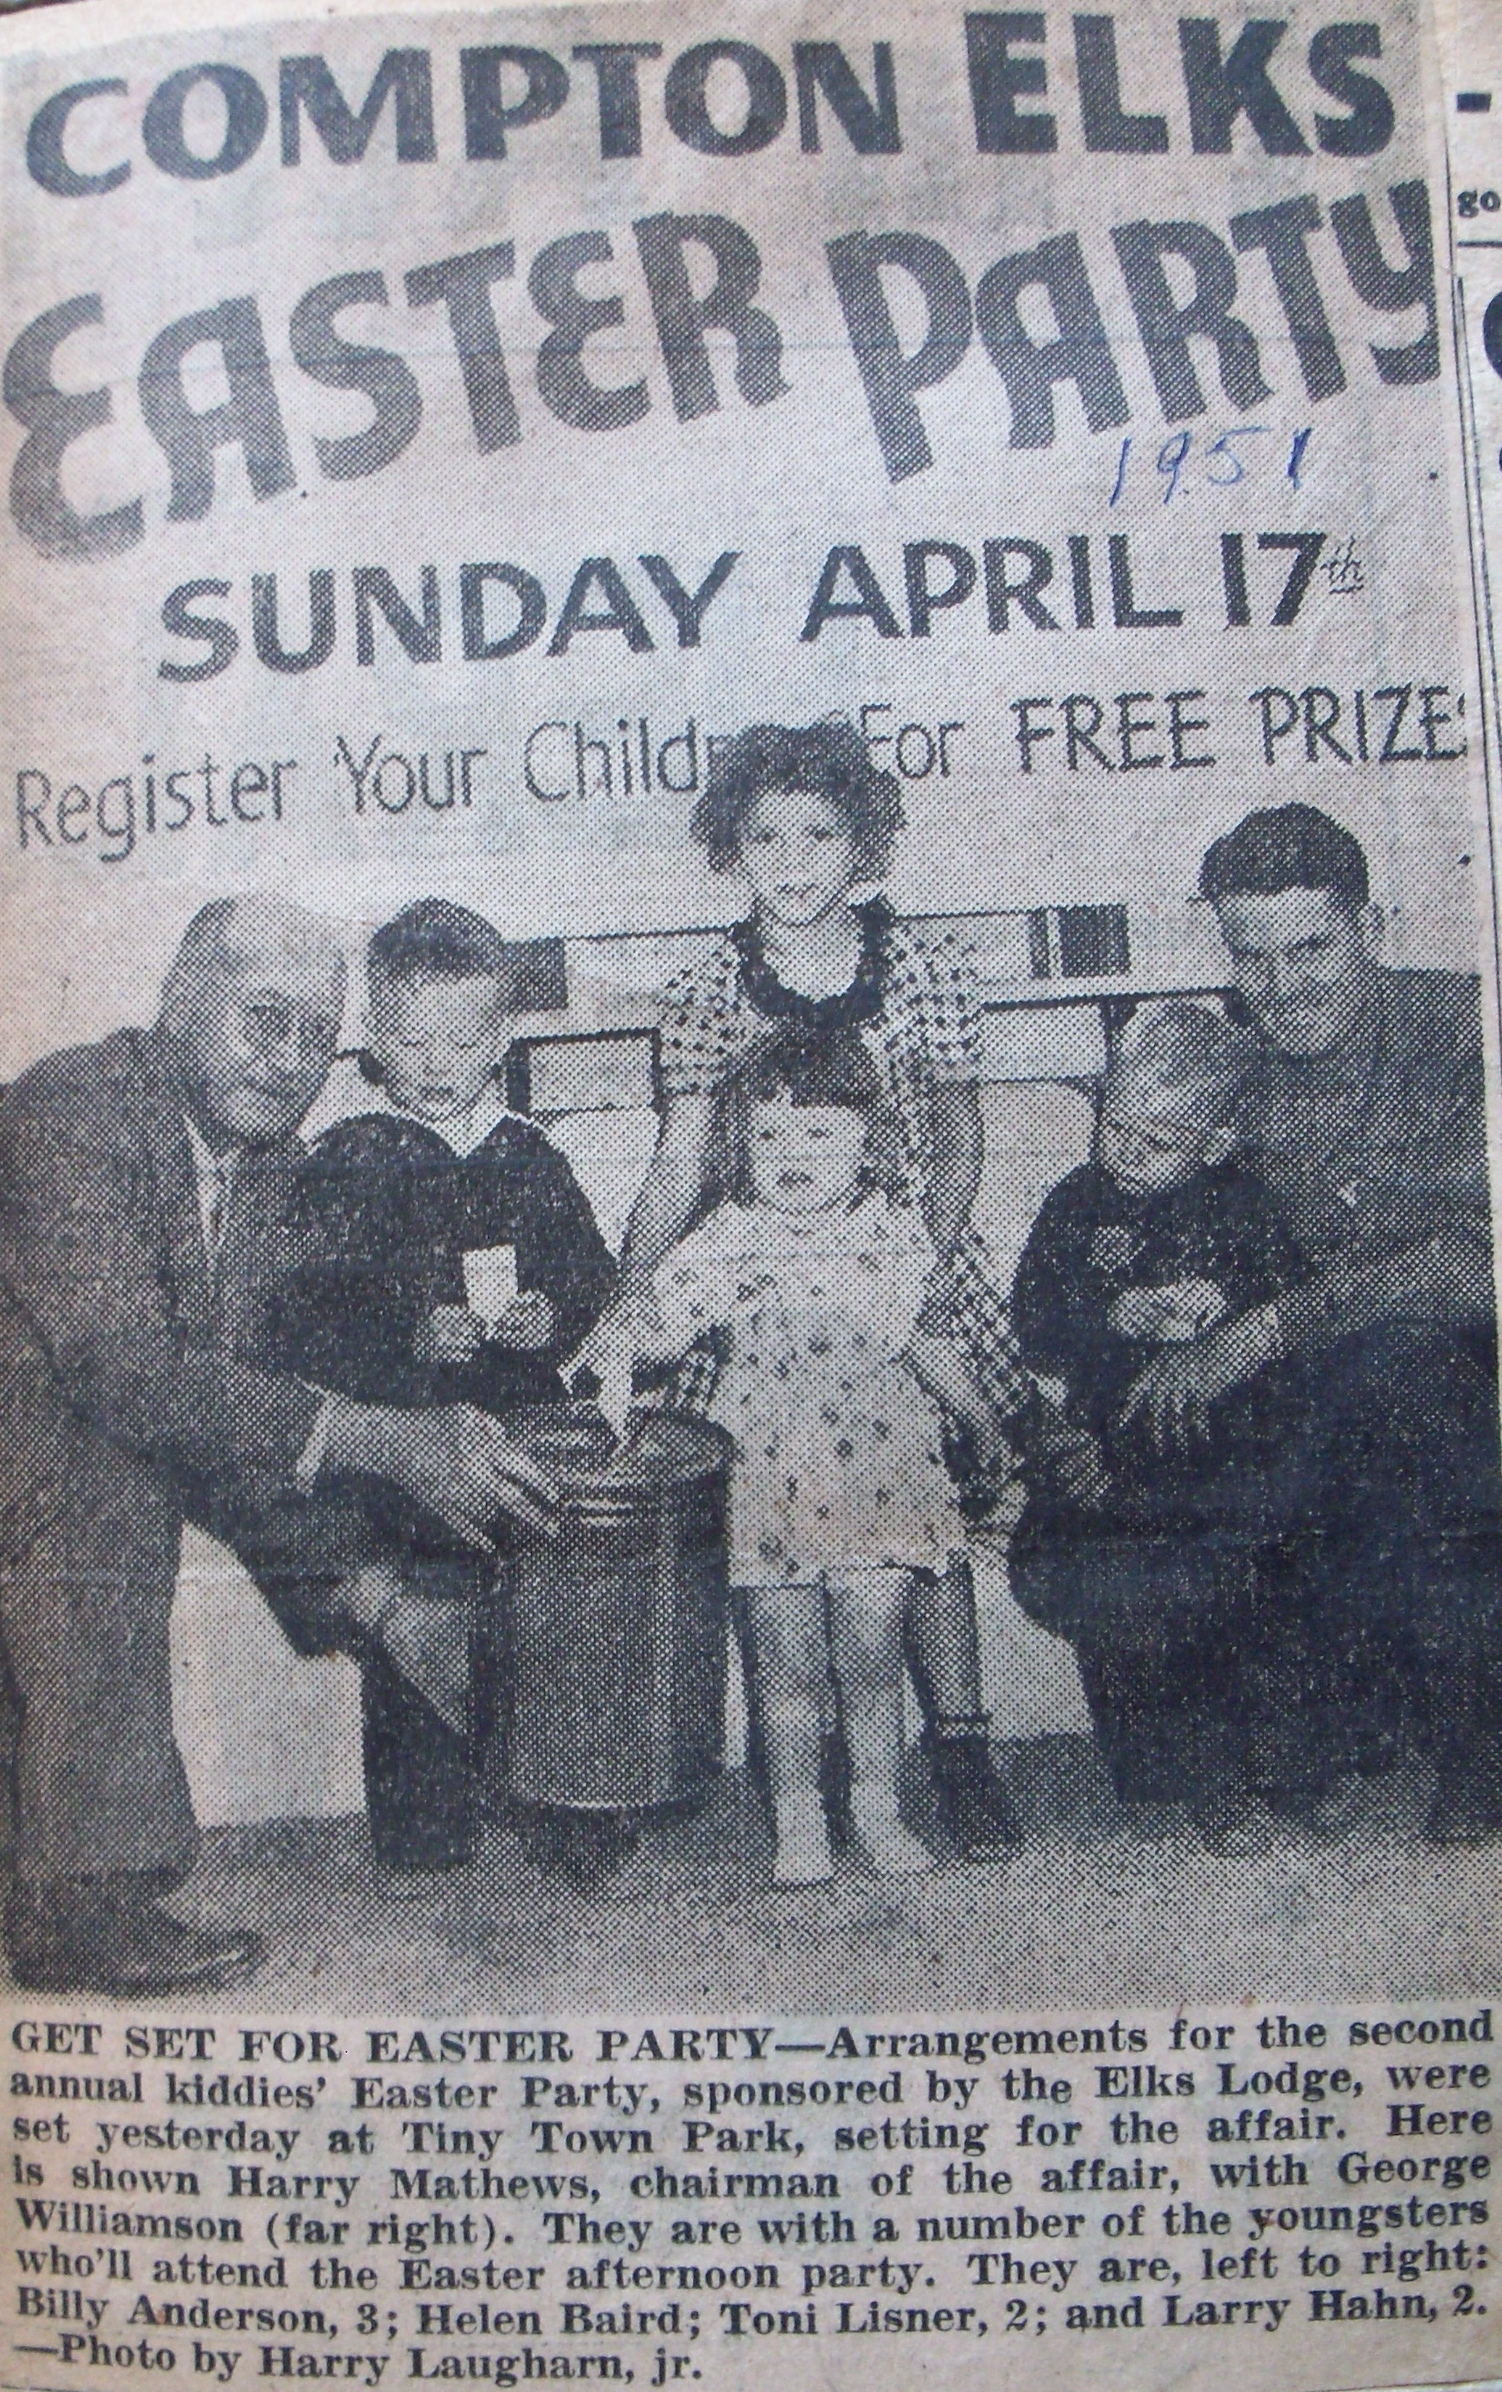 COMPTON ELKS
EASTER PARTY
1951
SUNDAY APRIL 17th
Register Your For FREE PRIZES
go
GET SET FOR EASTER PARTY—Arrangements for the second
annual kiddies' Easter Party, sponsored by the Elks Lodge, were
set yesterday at Tiny Town Park, setting for the affair. Here
is shown Harry Mathews, chairman of the affair, with George
Williamson (far right). They are with a number of the youngsters
who'll attend the Easter afternoon party. They are, left to right:
Billy Anderson, 3; Helen Baird; Toni Lisner, 2; and Larry Hahn, 2.
—Photo by Harry Laugharn, jr.